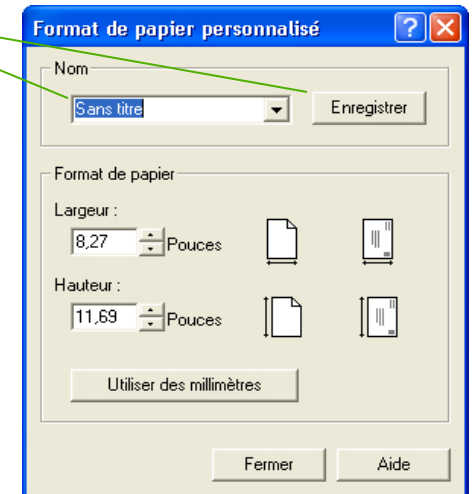 Format de papier personnalisé
Nom
Sans titre
Enregistrer
Format de papier
Largeur :
8,27 Pouces
Hauteur :
11,69 Pouces
Utiliser des millimètres
Fermer Aide